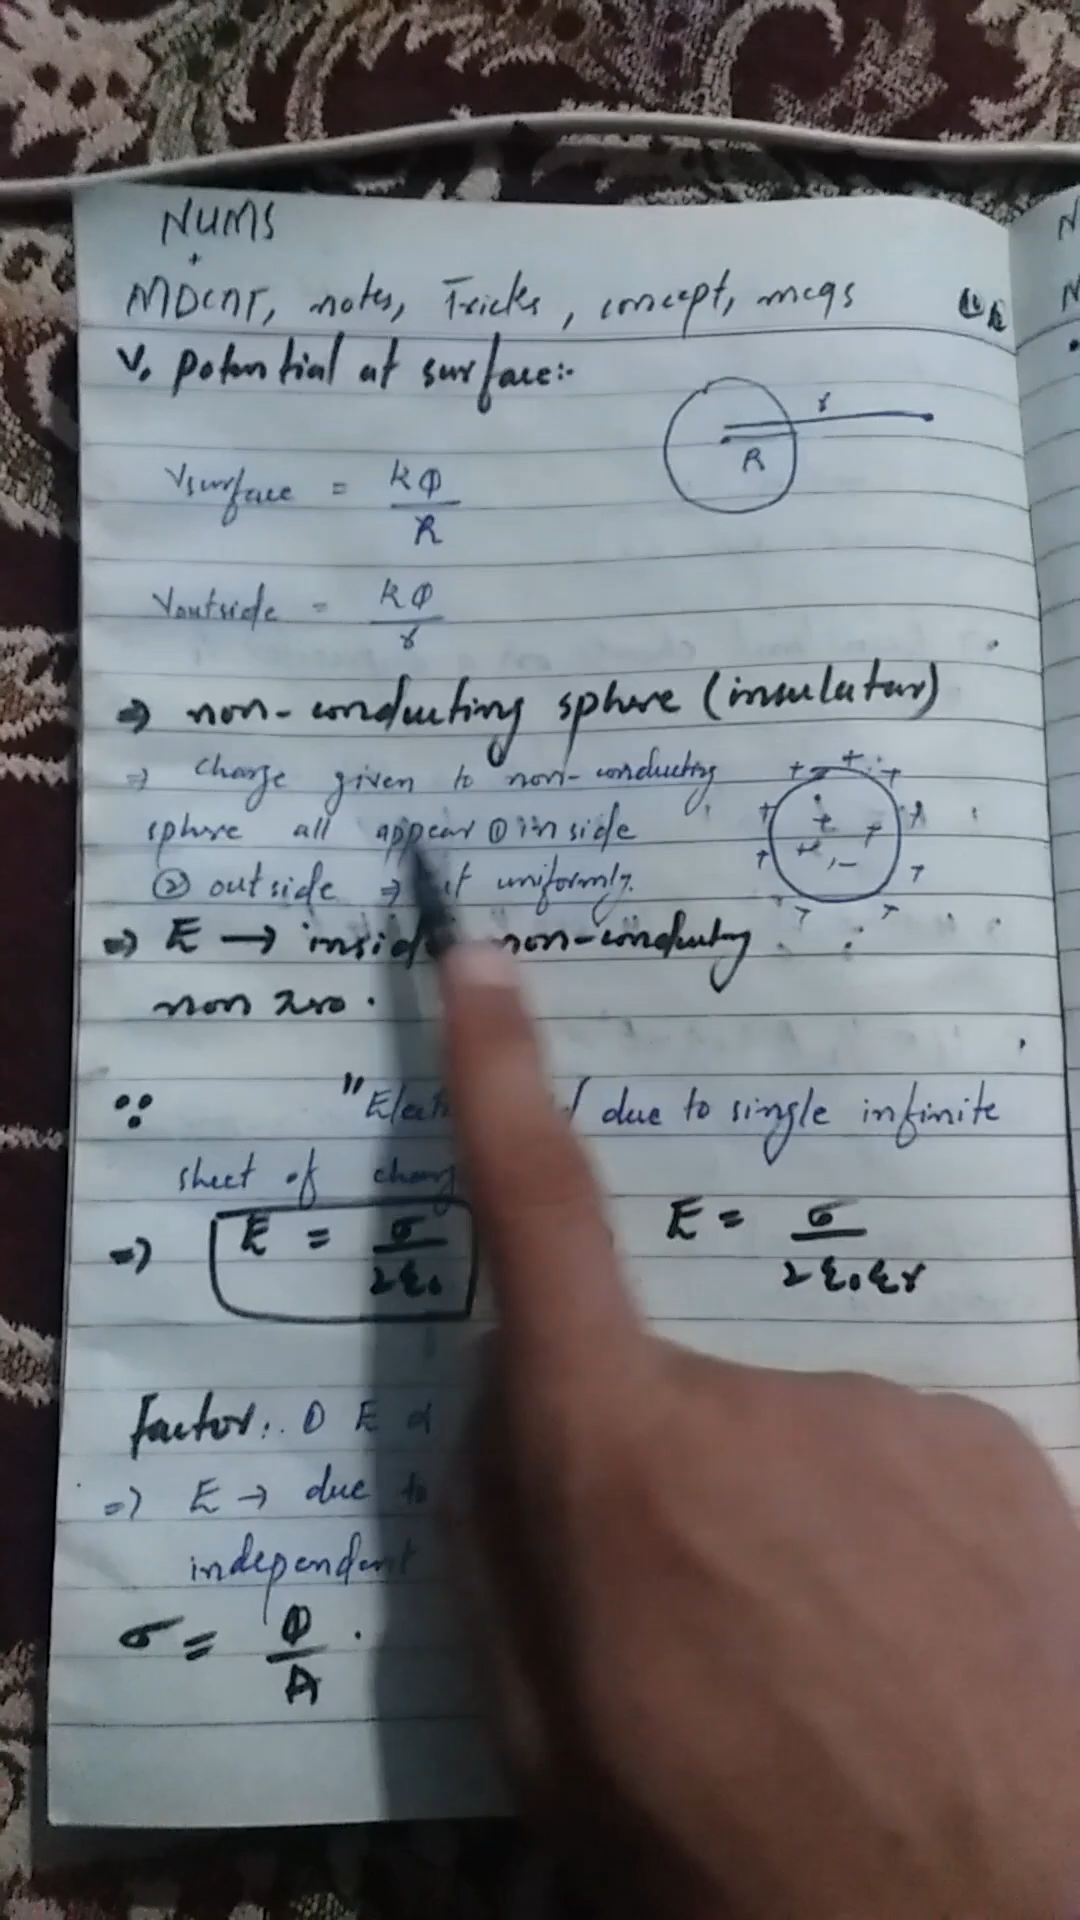 NUMS
+
MDCAT, notes, Tricks, concept, mcqs
V. potential at surface:-
r
R
Vsurface = kQ/R
Voutside = kQ/r
⇒ non-conducting sphere (insulator)
⇒ charge given to non-conducting
sphere all appear ① inside
② outside ⇒ uniformly.
⇒ E → inside non-conducting
non zero.
" due to single infinite
sheet of
⇒ E = σ/2ε₀ E = σ/2ε₀εr
factor:. ① E α
⇒ E → due to
independent
σ = Q/A.